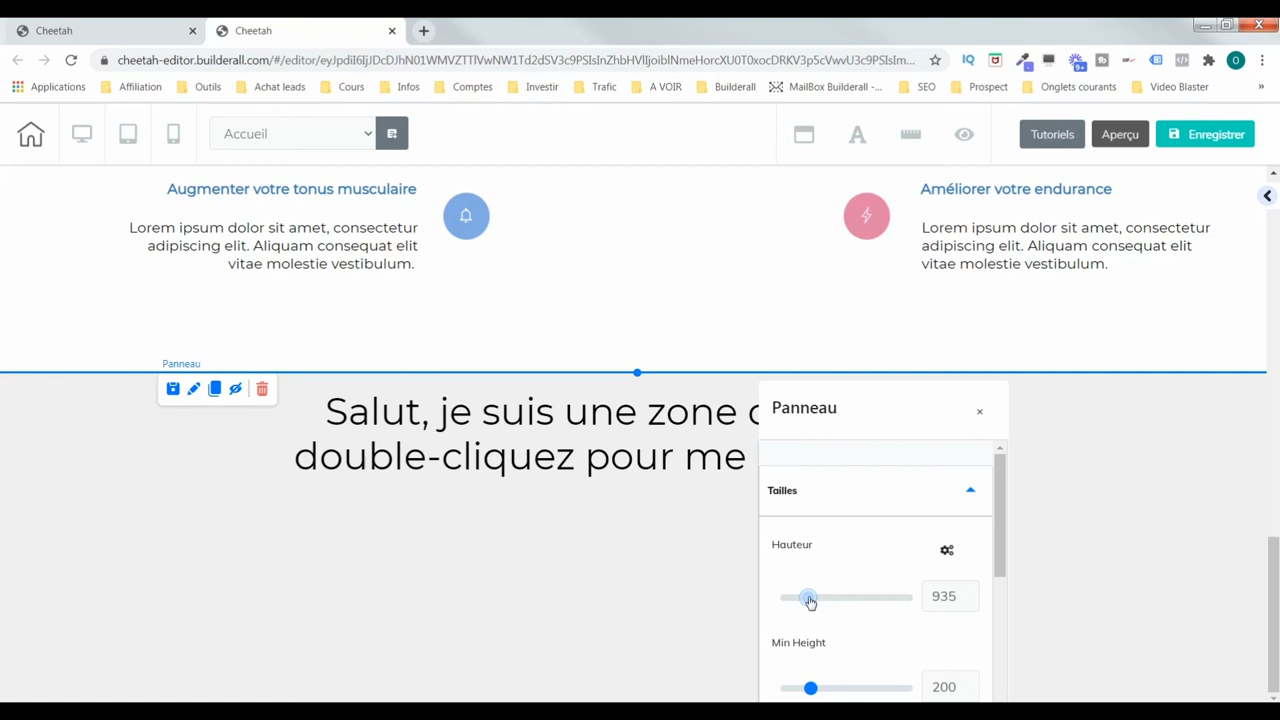 Cheetah
Cheetah
cheetah-editor.builderall.com/#/editor/
Applications
Affiliation
Outils
Achat leads
Cours
Infos
Comptes
Investir
Trafic
A VOIR
Builderall
MailBox Builderall -...
SEO
Prospect
Onglets courants
Video Blaster
»
Accueil
Tutoriels
Aperçu
Enregistrer
Augmenter votre tonus musculaire
Lorem ipsum dolor sit amet, consectetur
adipiscing elit. Aliquam consequat elit
vitae molestie vestibulum.
Améliorer votre endurance
Lorem ipsum dolor sit amet, consectetur
adipiscing elit. Aliquam consequat elit
vitae molestie vestibulum.
Panneau
Salut, je suis une zone
double-cliquez pour me
Panneau
Tailles
Hauteur
935
Min Height
200